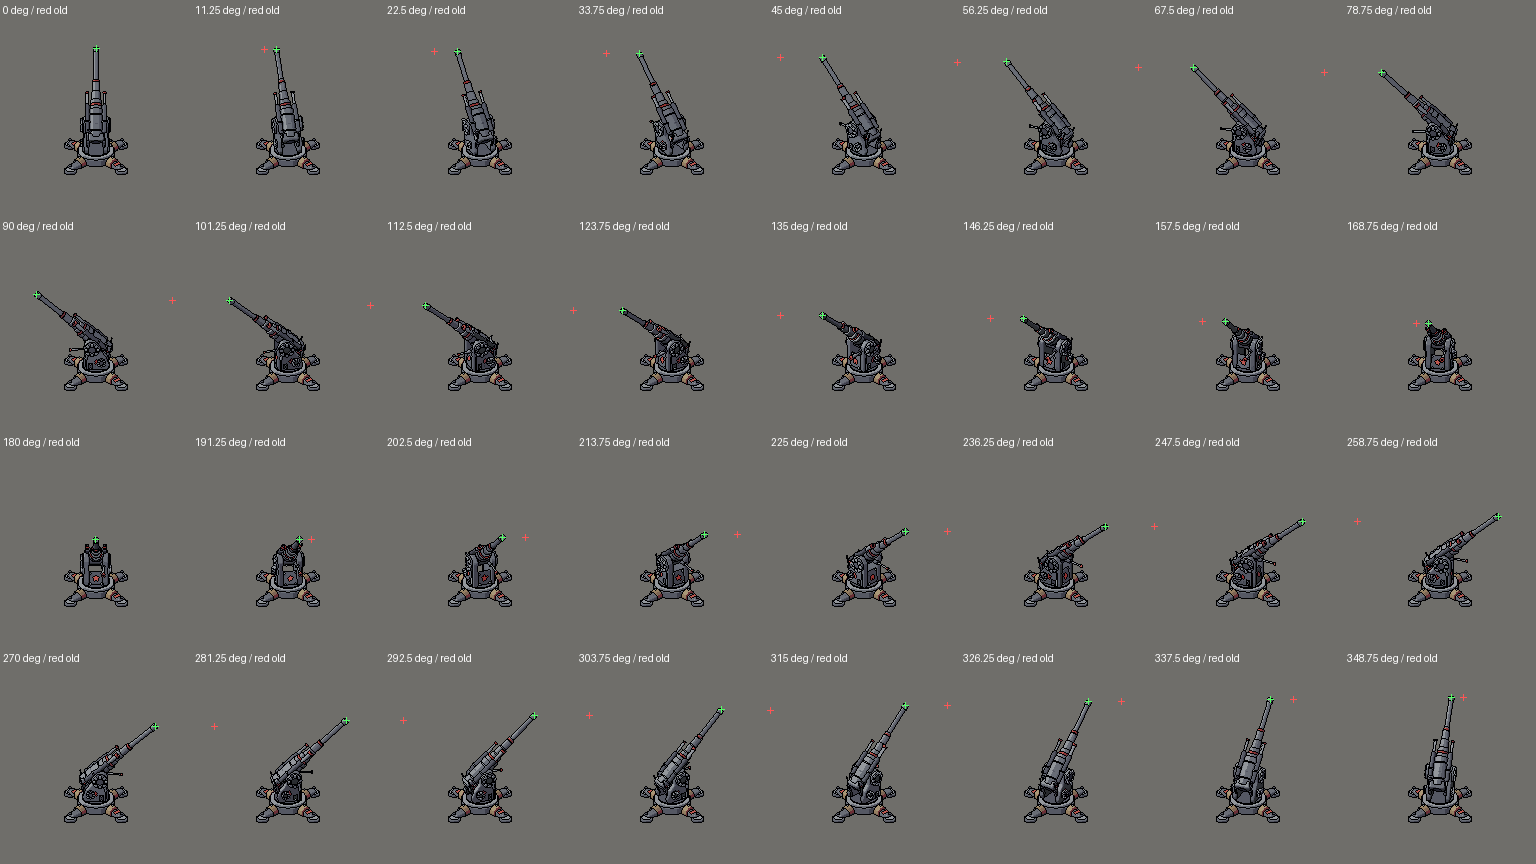 0 deg / red old
11.25 deg / red old
22.5 deg / red old
33.75 deg / red old
45 deg / red old
56.25 deg / red old
67.5 deg / red old
78.75 deg / red old
90 deg / red old
101.25 deg / red old
112.5 deg / red old
123.75 deg / red old
135 deg / red old
146.25 deg / red old
157.5 deg / red old
168.75 deg / red old
180 deg / red old
191.25 deg / red old
202.5 deg / red old
213.75 deg / red old
225 deg / red old
236.25 deg / red old
247.5 deg / red old
258.75 deg / red old
270 deg / red old
281.25 deg / red old
292.5 deg / red old
303.75 deg / red old
315 deg / red old
326.25 deg / red old
337.5 deg / red old
348.75 deg / red old